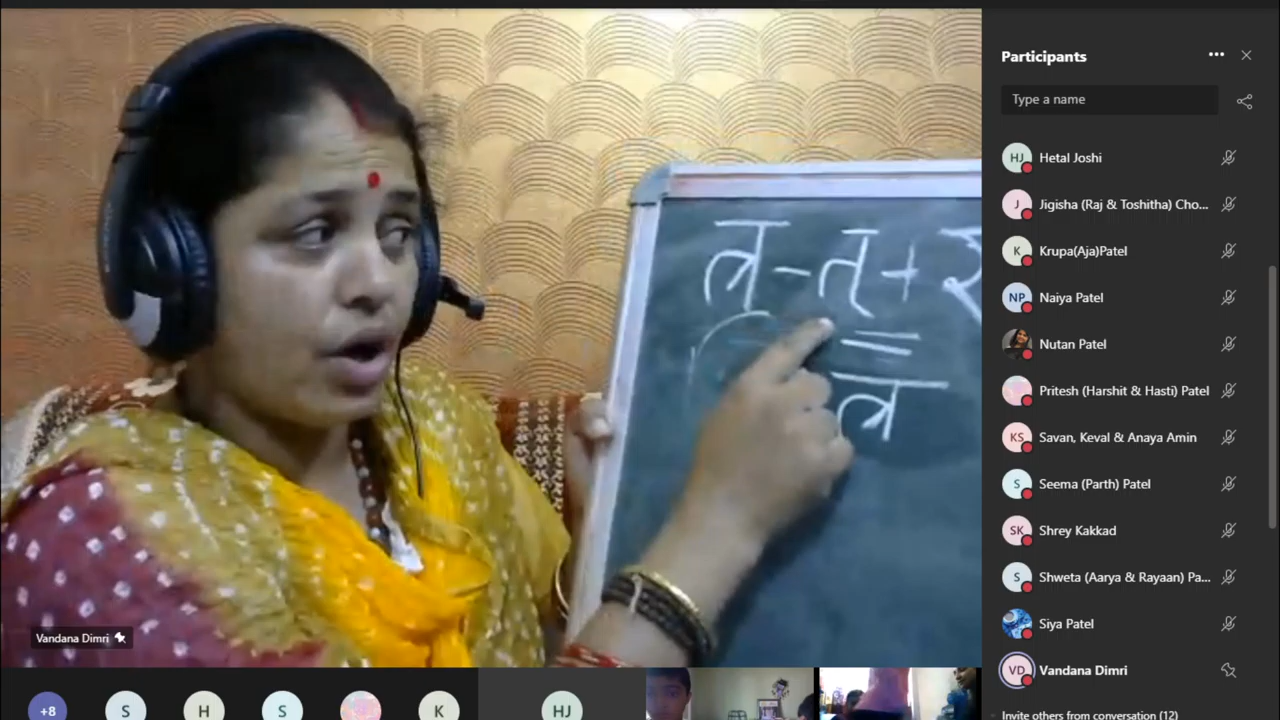 Participants
Type a name
HJ Hetal Joshi
J Jigisha (Raj & Toshitha) Cho...
K Krupa(Aja)Patel
NP Naiya Patel
Nutan Patel
Pritesh (Harshit & Hasti) Patel
KS Savan, Keval & Anaya Amin
S Seema (Parth) Patel
SK Shrey Kakkad
S Shweta (Aarya & Rayaan) Pa...
Siya Patel
VD Vandana Dimri
Invite others from conversation (12)
त्र - त् +
=
त्र
Vandana Dimri
+8 S H S K HJ